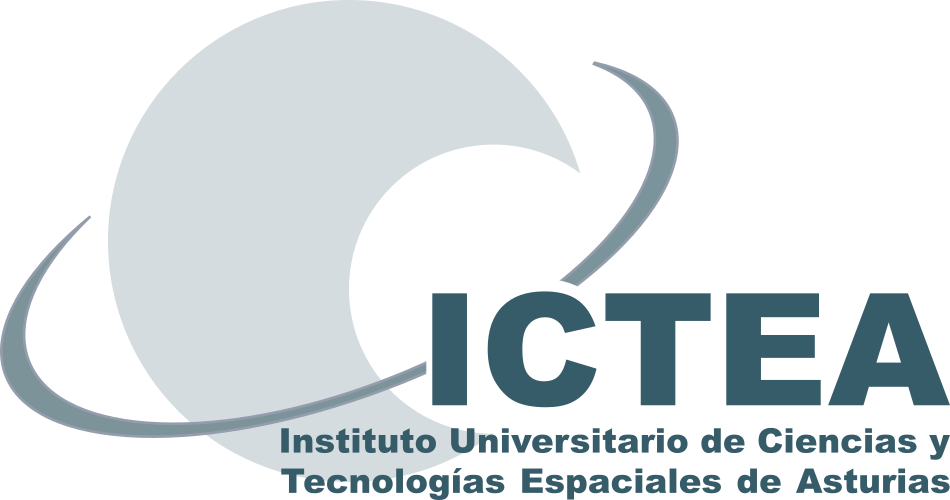 ICTEA
Instituto Universitario de Ciencias y
Tecnologías Espaciales de Asturias